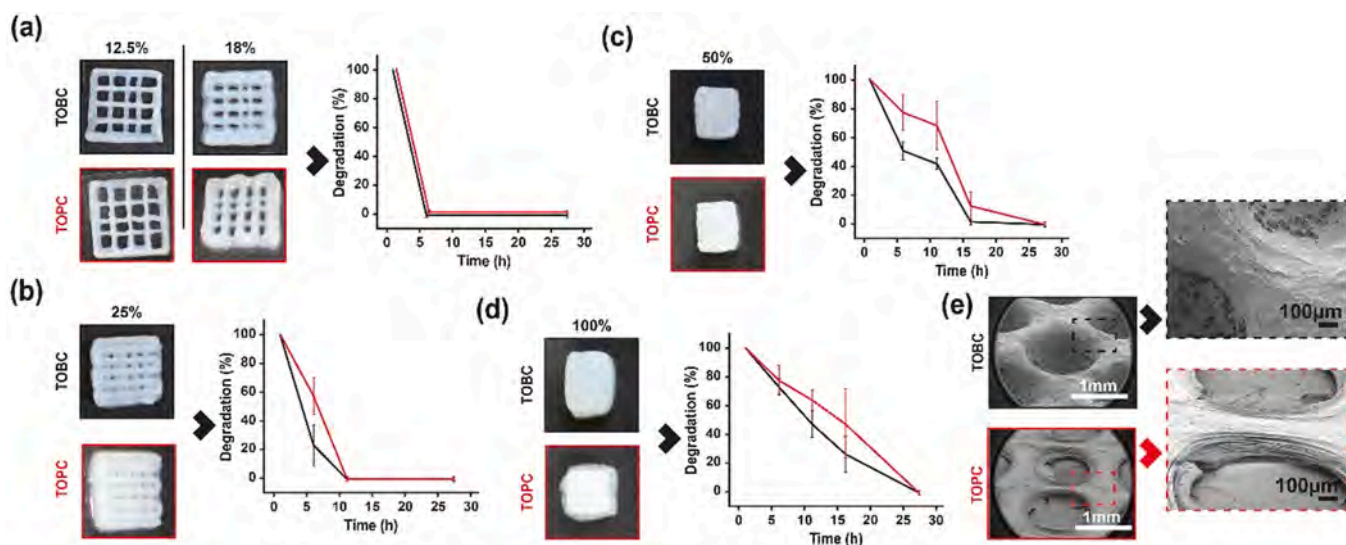 (a)
12.5%
18%
TOBC
TOPC
Degradation (%)
100
80
60
40
20
0
0 5 10 15 20 25 30
Time (h)
(b)
25%
TOBC
TOPC
Degradation (%)
100
80
60
40
20
0
0 5 10 15 20 25 30
Time (h)
(c)
50%
TOBC
TOPC
Degradation (%)
100
80
60
40
20
0
0 5 10 15 20 25 30
Time (h)
(d)
100%
TOBC
TOPC
Degradation (%)
100
80
60
40
20
0
0 5 10 15 20 25 30
Time (h)
(e)
TOBC
1mm
100µm
TOPC
1mm
100µm